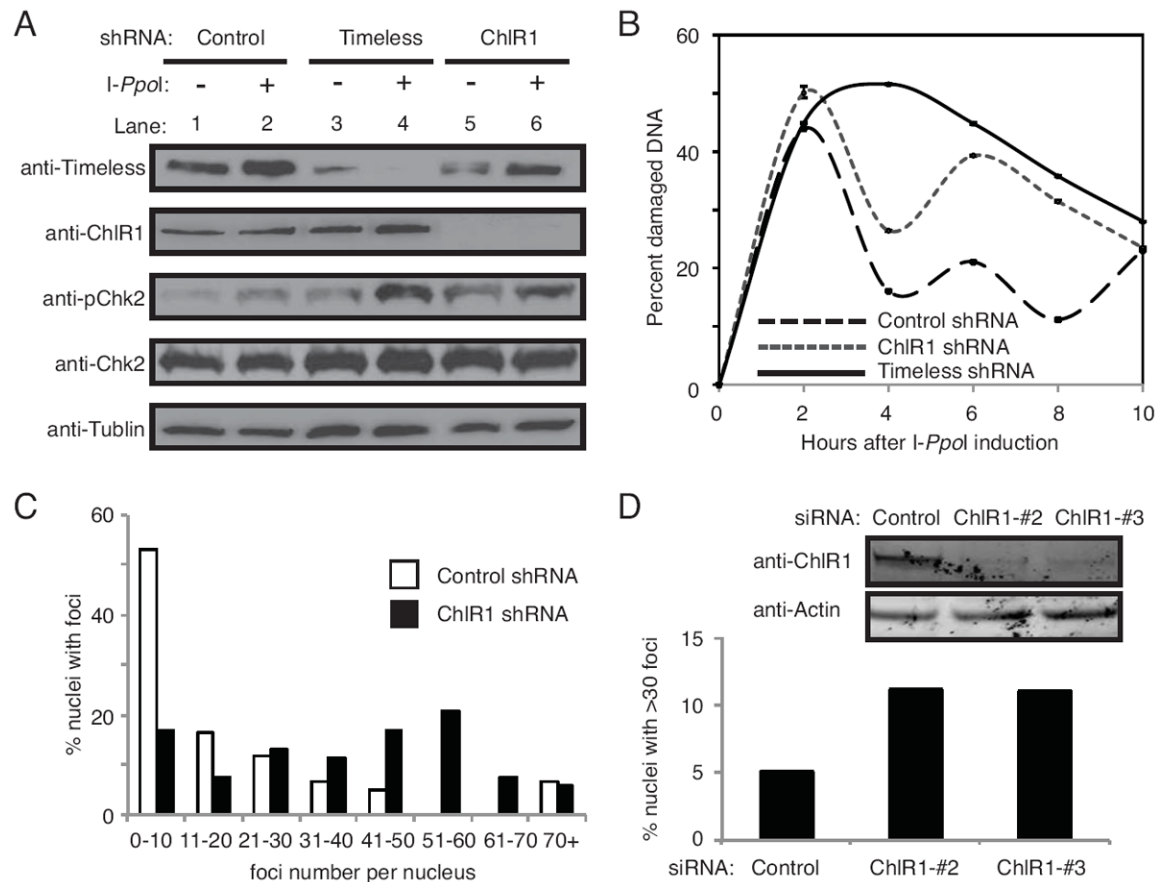 A
shRNA: Control Timeless ChlR1
I-PpoI: - + - + - +
Lane: 1 2 3 4 5 6
anti-Timeless
anti-ChlR1
anti-pChk2
anti-Chk2
anti-Tublin
B
60
40
20
0
Percent damaged DNA
Control shRNA
ChlR1 shRNA
Timeless shRNA
0 2 4 6 8 10
Hours after I-PpoI induction
C
60
40
20
0
% nuclei with foci
Control shRNA
ChlR1 shRNA
0-10 11-20 21-30 31-40 41-50 51-60 61-70 70+
foci number per nucleus
D
siRNA: Control ChlR1-#2 ChlR1-#3
anti-ChlR1
anti-Actin
15
10
5
0
% nuclei with >30 foci
siRNA: Control ChlR1-#2 ChlR1-#3